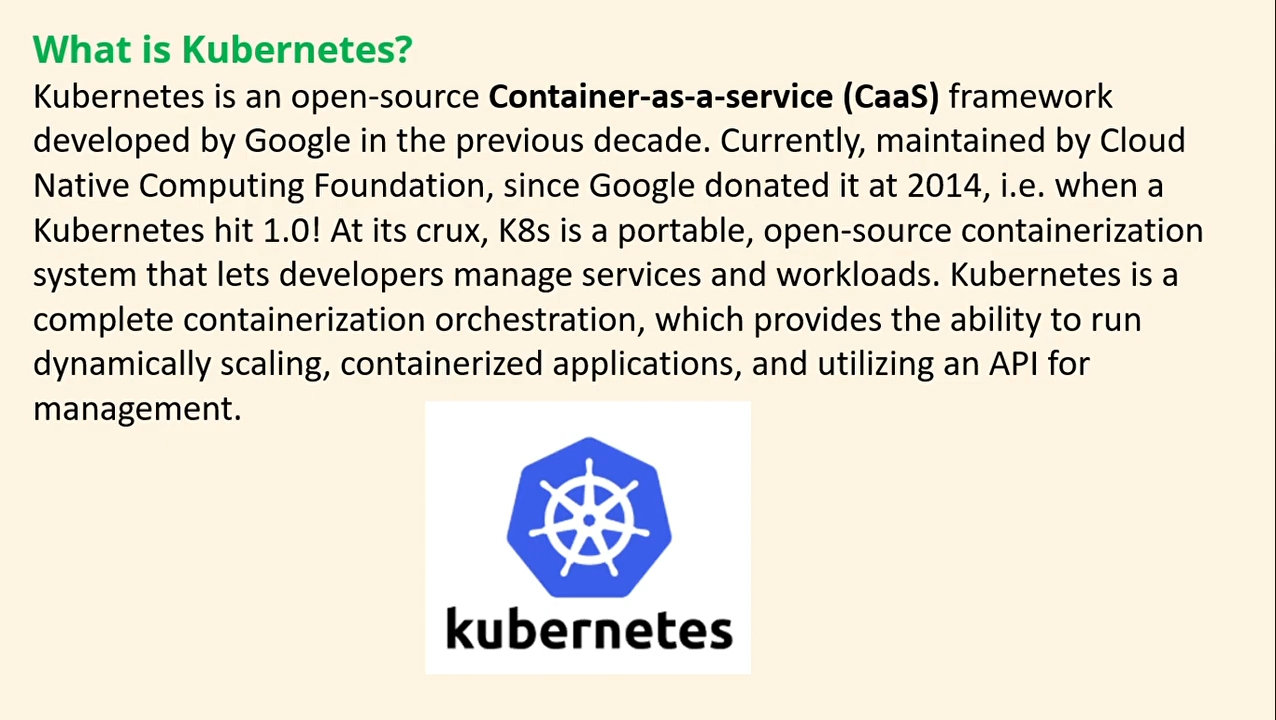 What is Kubernetes?
Kubernetes is an open-source Container-as-a-service (CaaS) framework
developed by Google in the previous decade. Currently, maintained by Cloud
Native Computing Foundation, since Google donated it at 2014, i.e. when a
Kubernetes hit 1.0! At its crux, K8s is a portable, open-source containerization
system that lets developers manage services and workloads. Kubernetes is a
complete containerization orchestration, which provides the ability to run
dynamically scaling, containerized applications, and utilizing an API for
management.
kubernetes